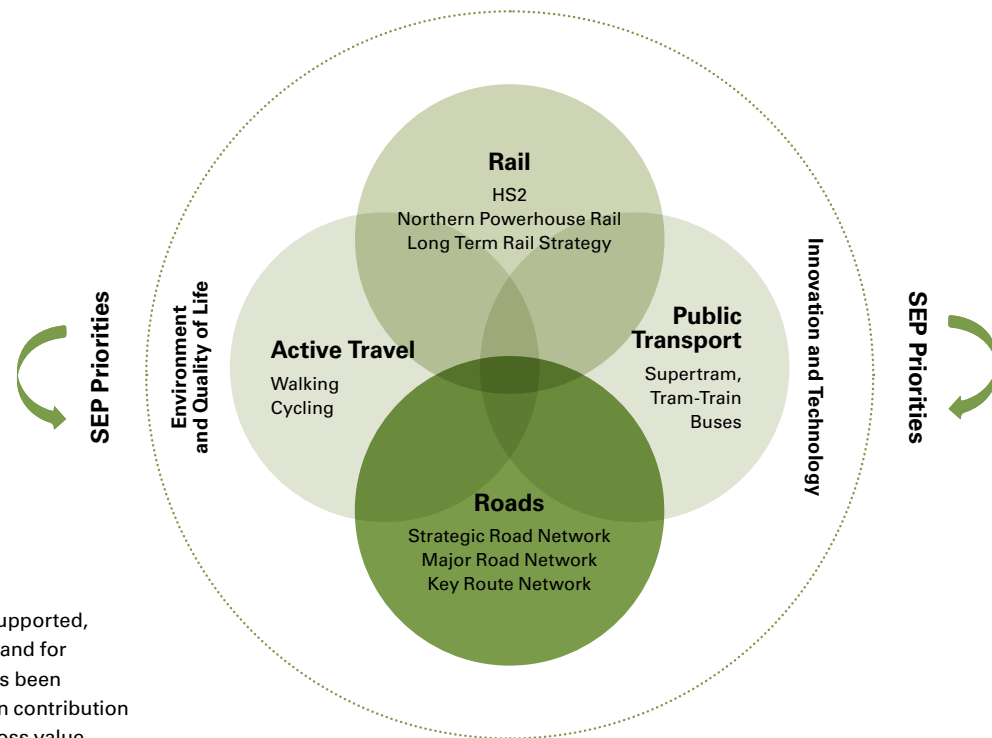 Rail
HS2
Northern Powerhouse Rail
Long Term Rail Strategy
SEP Priorities
Environment
and Quality of Life
Active Travel
Walking
Cycling
Public
Transport
Supertram,
Tram-Train
Buses
Innovation and Technology
SEP Priorities
Roads
Strategic Road Network
Major Road Network
Key Route Network
upported,
and for
s been
n contribution
oss value